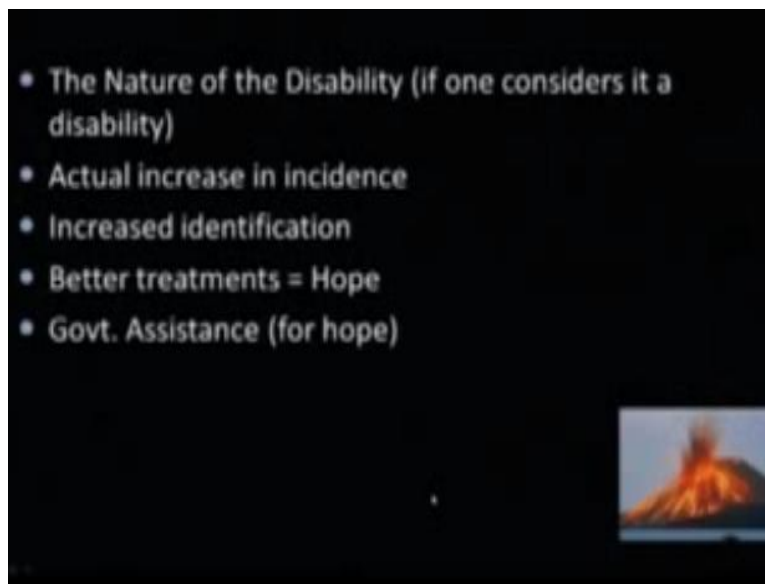 • The Nature of the Disability (if one considers it a
disability)
• Actual increase in incidence
• Increased identification
• Better treatments = Hope
• Govt. Assistance (for hope)